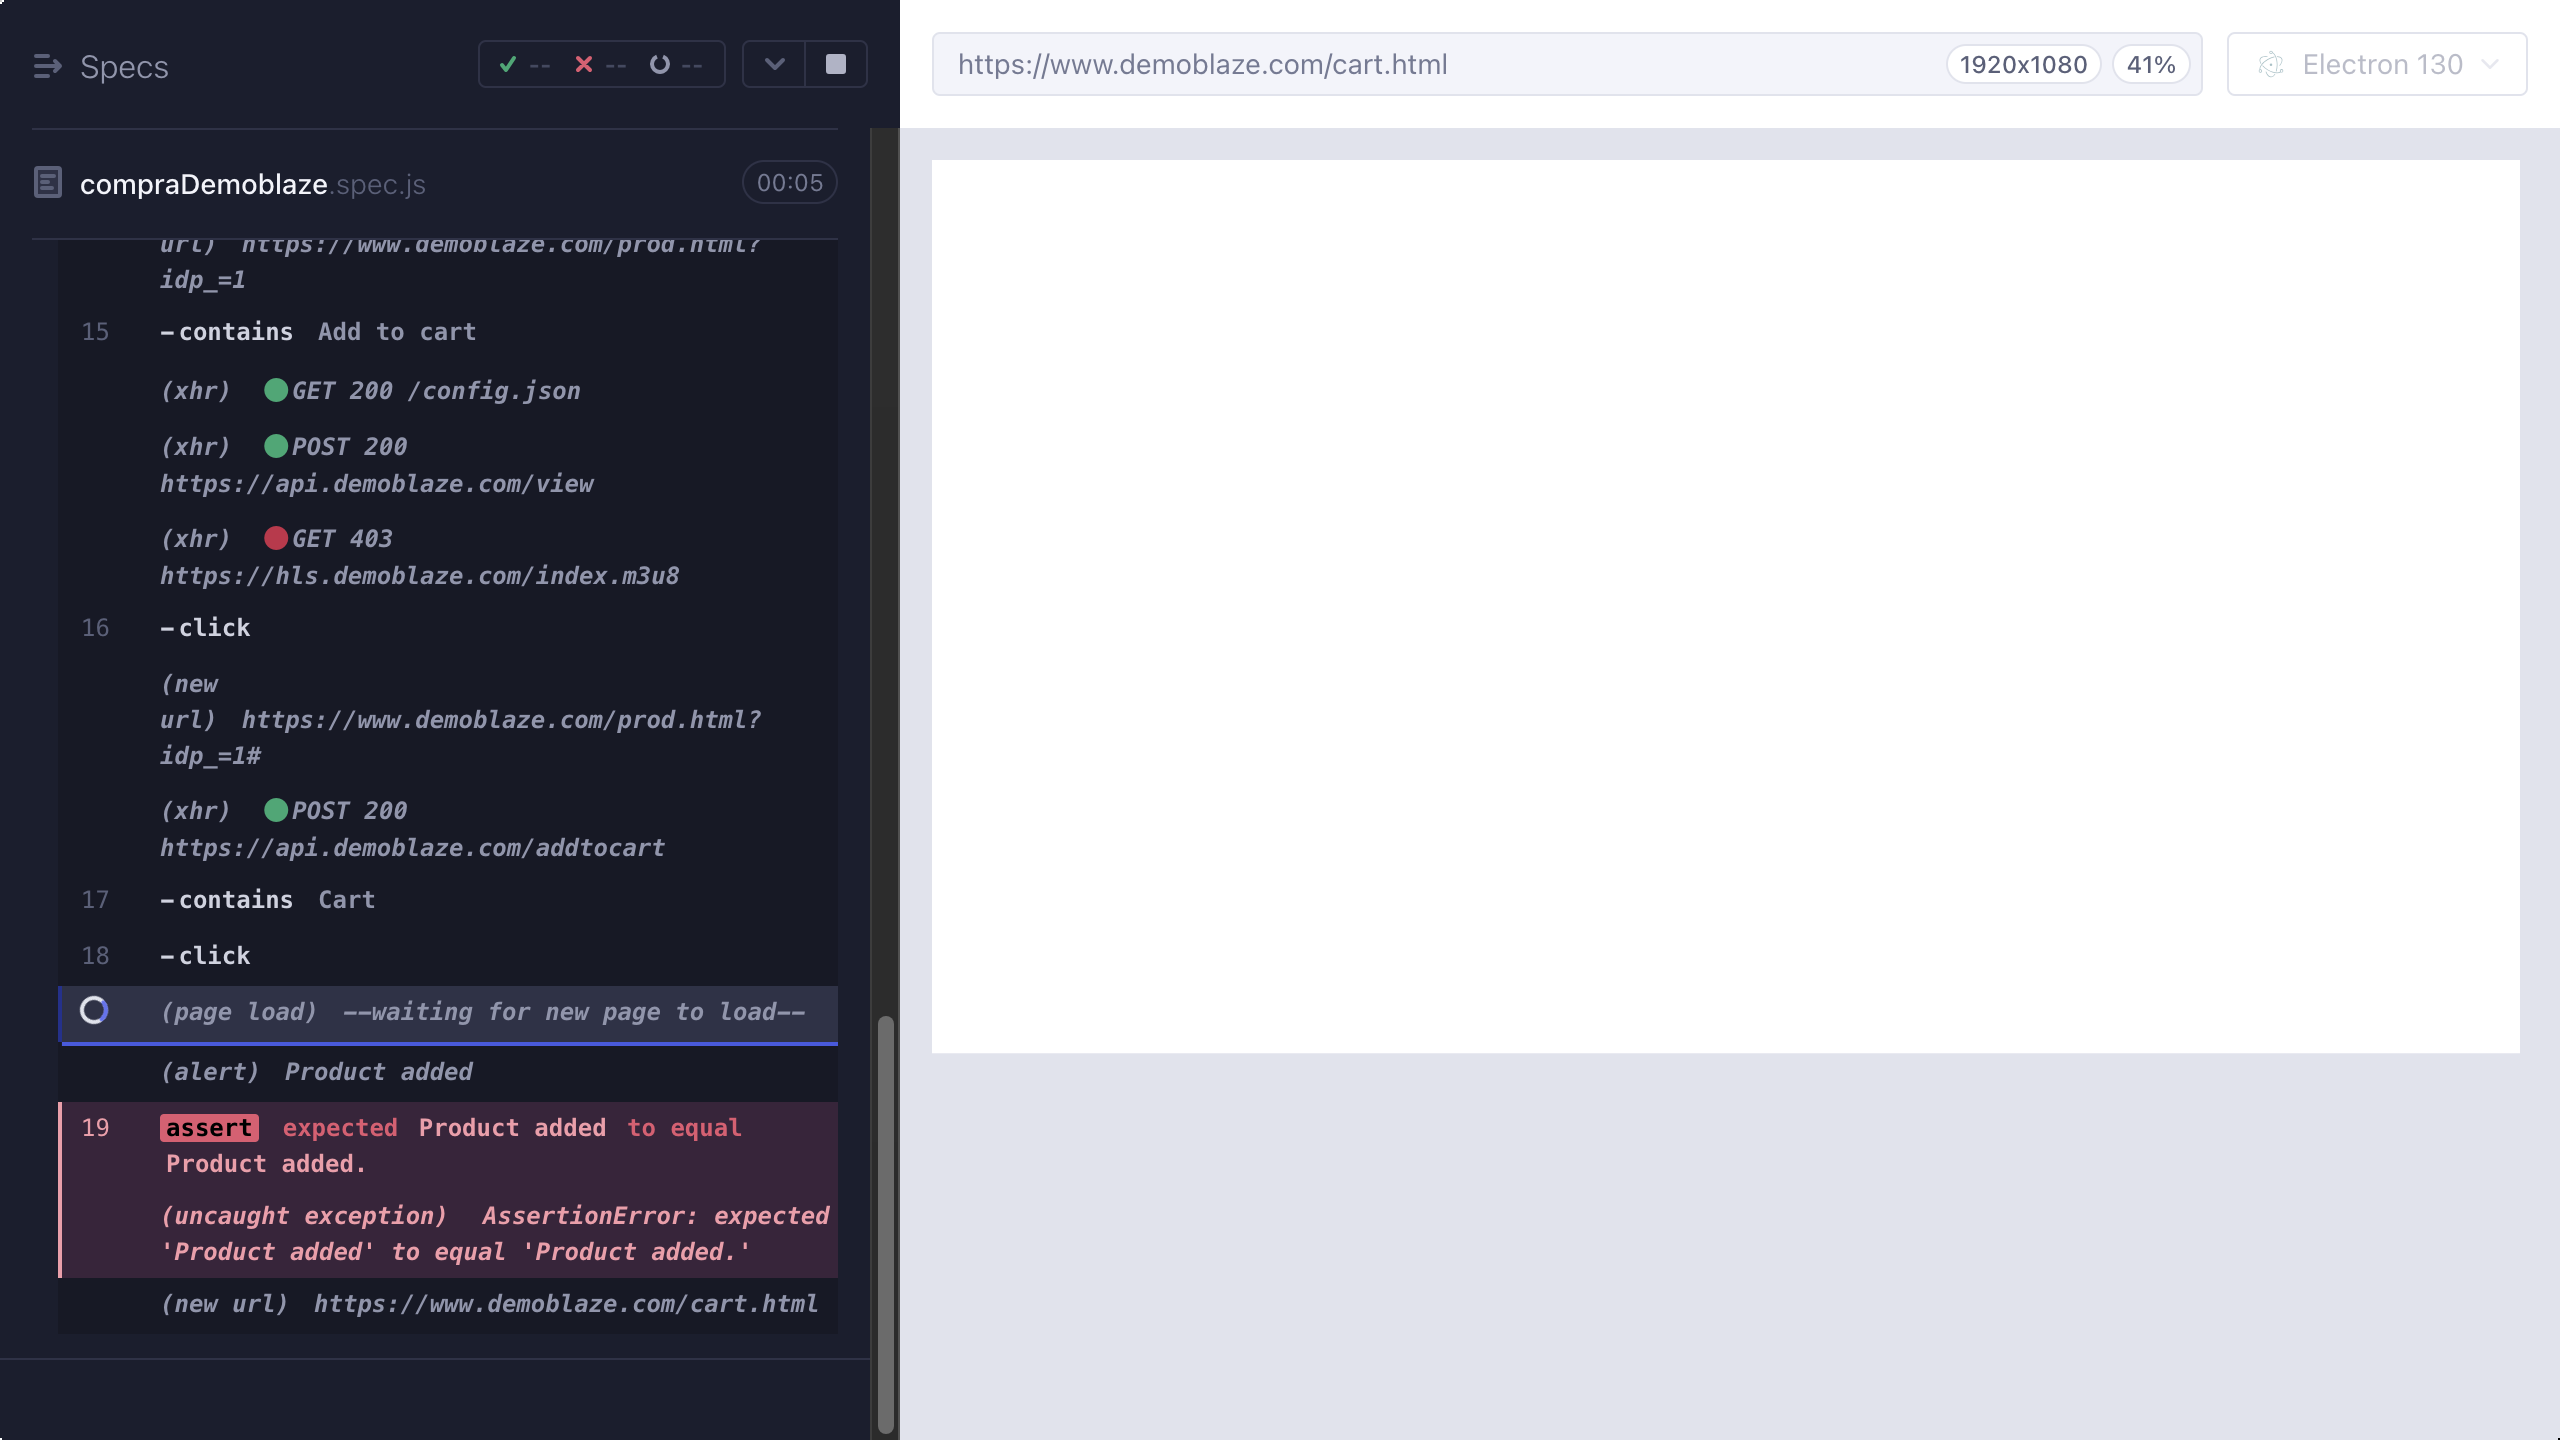 Specs
--
--
--
compraDemoblaze.spec.js
00:05
url) https://www.demoblaze.com/prod.html?
idp_=1
15 -contains Add to cart
(xhr) GET 200 /config.json
(xhr) POST 200
https://api.demoblaze.com/view
(xhr) GET 403
https://hls.demoblaze.com/index.m3u8
16 -click
(new
url) https://www.demoblaze.com/prod.html?
idp_=1#
(xhr) POST 200
https://api.demoblaze.com/addtocart
17 -contains Cart
18 -click
(page load) --waiting for new page to load--
(alert) Product added
19 assert expected Product added to equal
Product added.
(uncaught exception) AssertionError: expected
'Product added' to equal 'Product added.'
(new url) https://www.demoblaze.com/cart.html
https://www.demoblaze.com/cart.html
1920x1080
41%
Electron 130